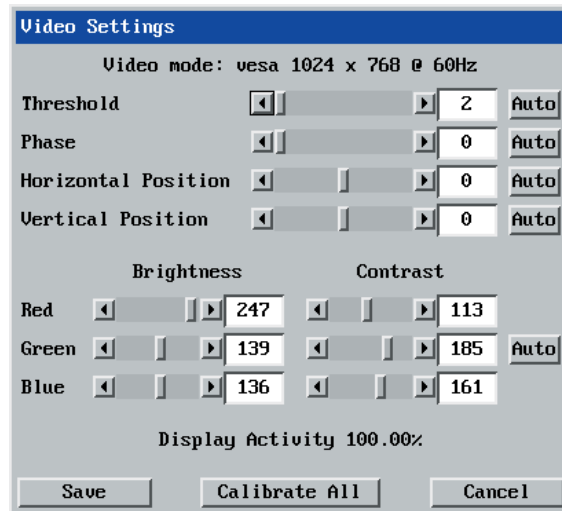 Video Settings
Video mode: vesa 1024 x 768 @ 60Hz
Threshold 2 Auto
Phase 0 Auto
Horizontal Position 0 Auto
Vertical Position 0 Auto
Brightness Contrast
Red 247 113
Green 139 185 Auto
Blue 136 161
Display Activity 100.00%
Save Calibrate All Cancel